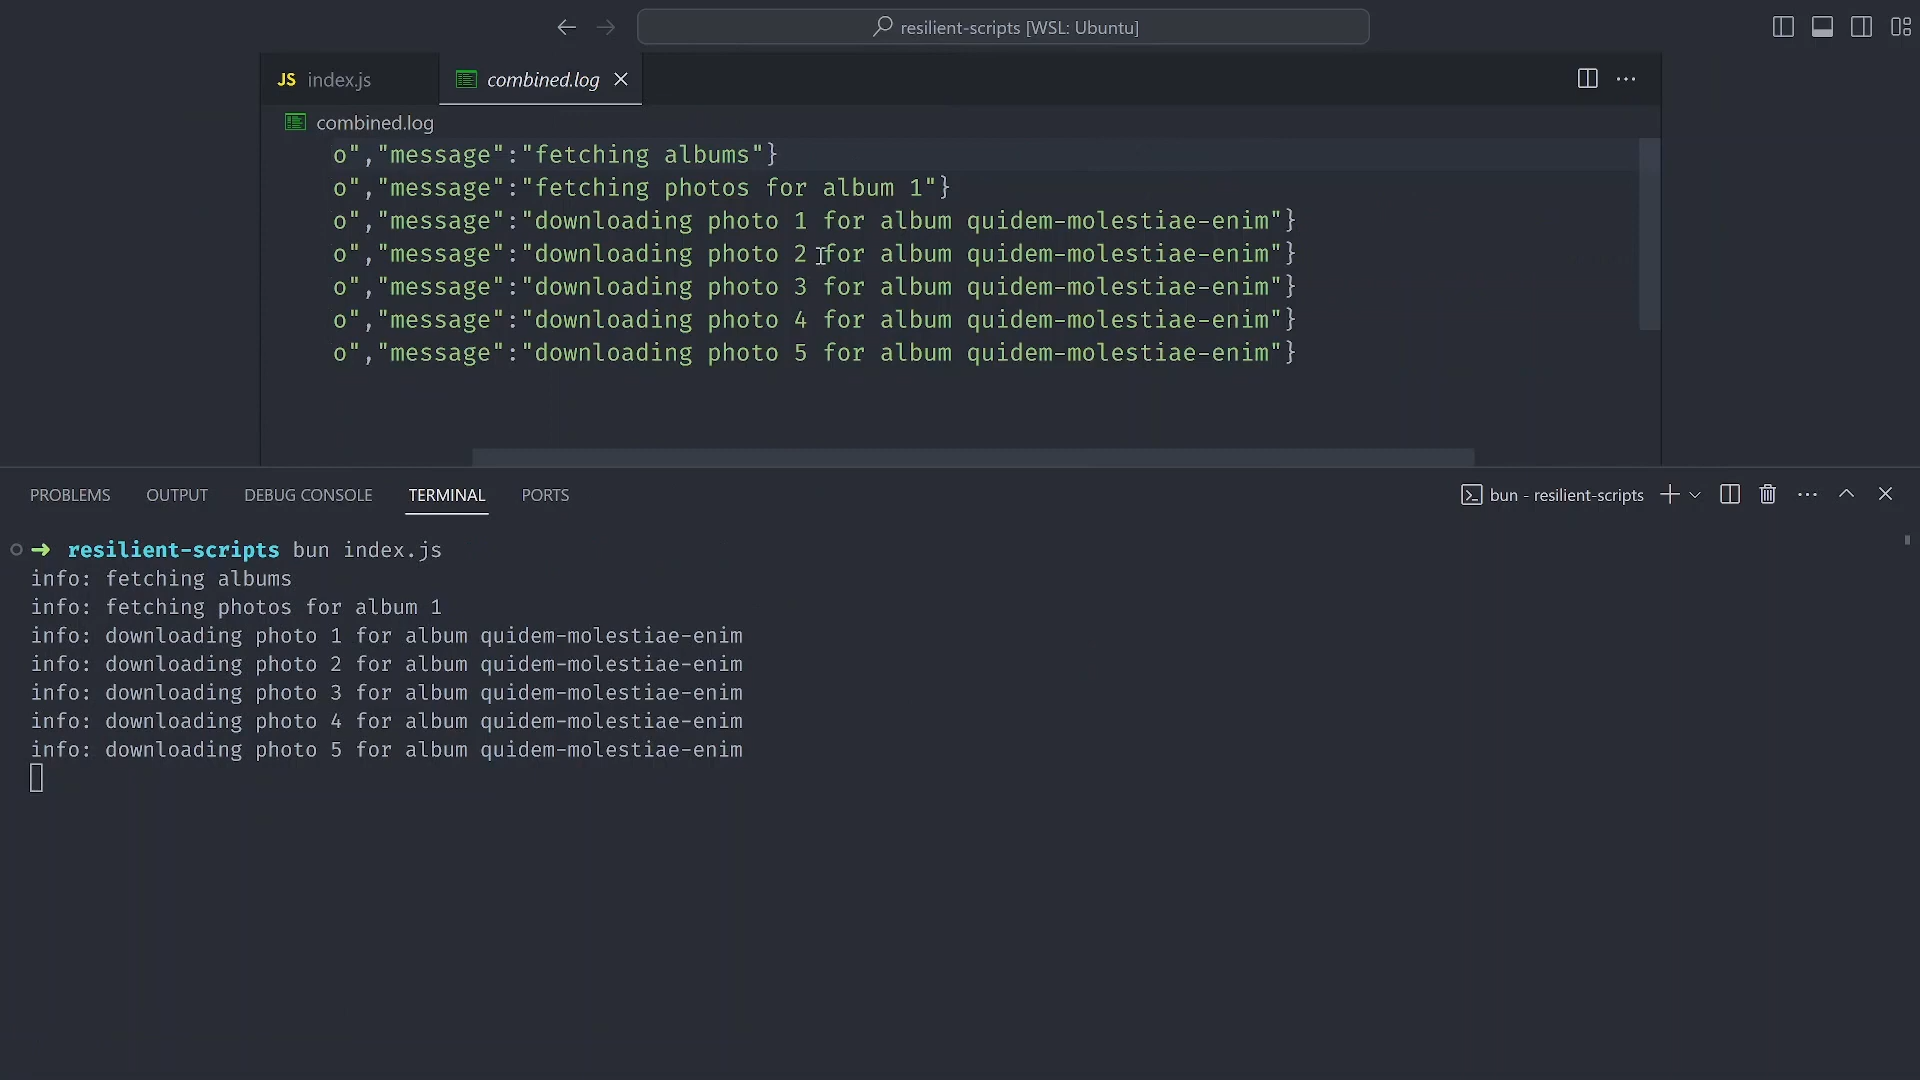 resilient-scripts [WSL: Ubuntu]
JS index.js
combined.log
combined.log
o","message":"fetching albums"}
o","message":"fetching photos for album 1"}
o","message":"downloading photo 1 for album quidem-molestiae-enim"}
o","message":"downloading photo 2 for album quidem-molestiae-enim"}
o","message":"downloading photo 3 for album quidem-molestiae-enim"}
o","message":"downloading photo 4 for album quidem-molestiae-enim"}
o","message":"downloading photo 5 for album quidem-molestiae-enim"}
PROBLEMS OUTPUT DEBUG CONSOLE TERMINAL PORTS bun - resilient-scripts
➜ resilient-scripts bun index.js
info: fetching albums
info: fetching photos for album 1
info: downloading photo 1 for album quidem-molestiae-enim
info: downloading photo 2 for album quidem-molestiae-enim
info: downloading photo 3 for album quidem-molestiae-enim
info: downloading photo 4 for album quidem-molestiae-enim
info: downloading photo 5 for album quidem-molestiae-enim